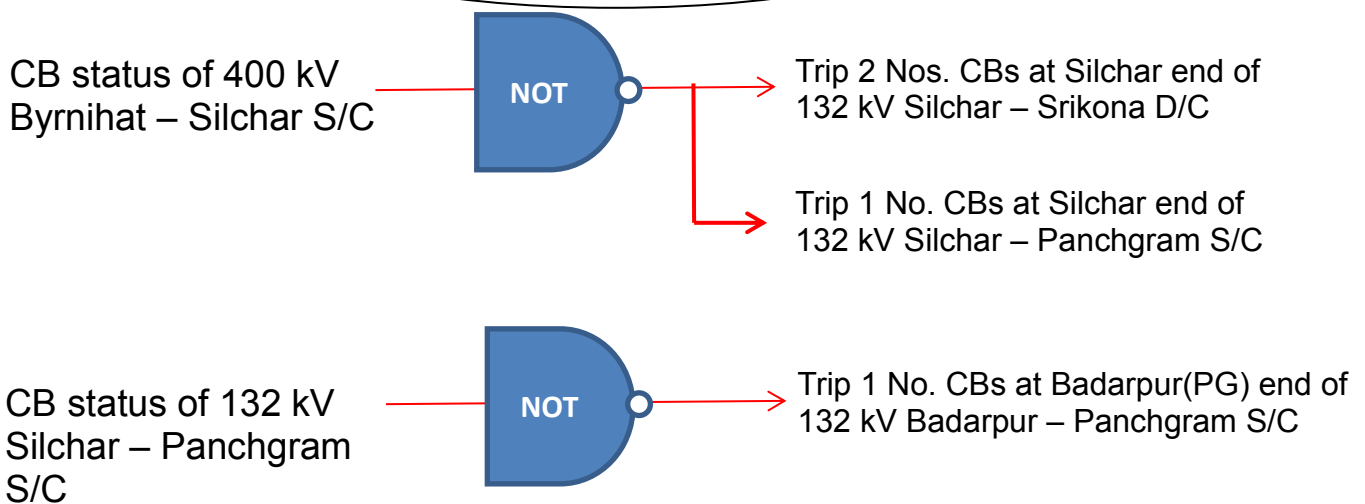 CB status of 400 kV
Byrnihat – Silchar S/C
NOT
Trip 2 Nos. CBs at Silchar end of
132 kV Silchar – Srikona D/C
Trip 1 No. CBs at Silchar end of
132 kV Silchar – Panchgram S/C
CB status of 132 kV
Silchar – Panchgram
S/C
NOT
Trip 1 No. CBs at Badarpur(PG) end of
132 kV Badarpur – Panchgram S/C